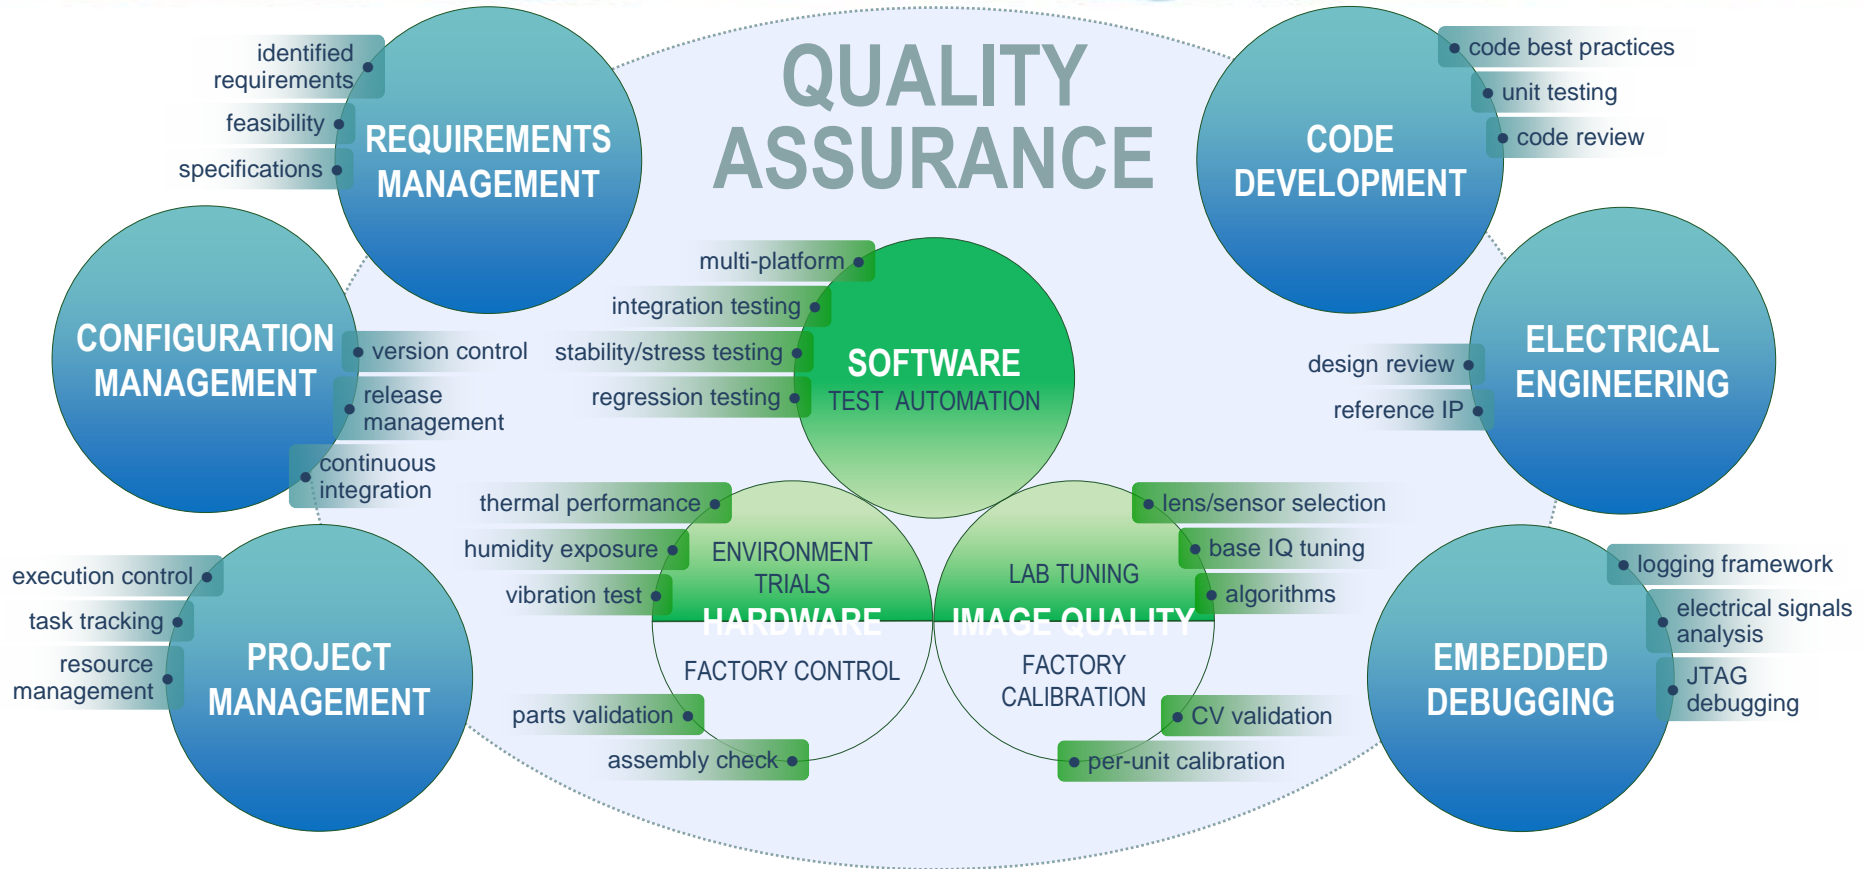 QUALITY
ASSURANCE
identified
requirements
feasibility
specifications
REQUIREMENTS
MANAGEMENT
code best practices
unit testing
code review
CODE
DEVELOPMENT
CONFIGURATION
MANAGEMENT
version control
release
management
continuous
integration
multi-platform
integration testing
stability/stress testing
regression testing
SOFTWARE
TEST AUTOMATION
design review
reference IP
ELECTRICAL
ENGINEERING
thermal performance
humidity exposure
vibration test
ENVIRONMENT
TRIALS
HARDWARE
FACTORY CONTROL
parts validation
assembly check
lens/sensor selection
base IQ tuning
algorithms
LAB TUNING
IMAGE QUALITY
FACTORY
CALIBRATION
CV validation
per-unit calibration
execution control
task tracking
resource
management
PROJECT
MANAGEMENT
logging framework
electrical signals
analysis
JTAG
debugging
EMBEDDED
DEBUGGING